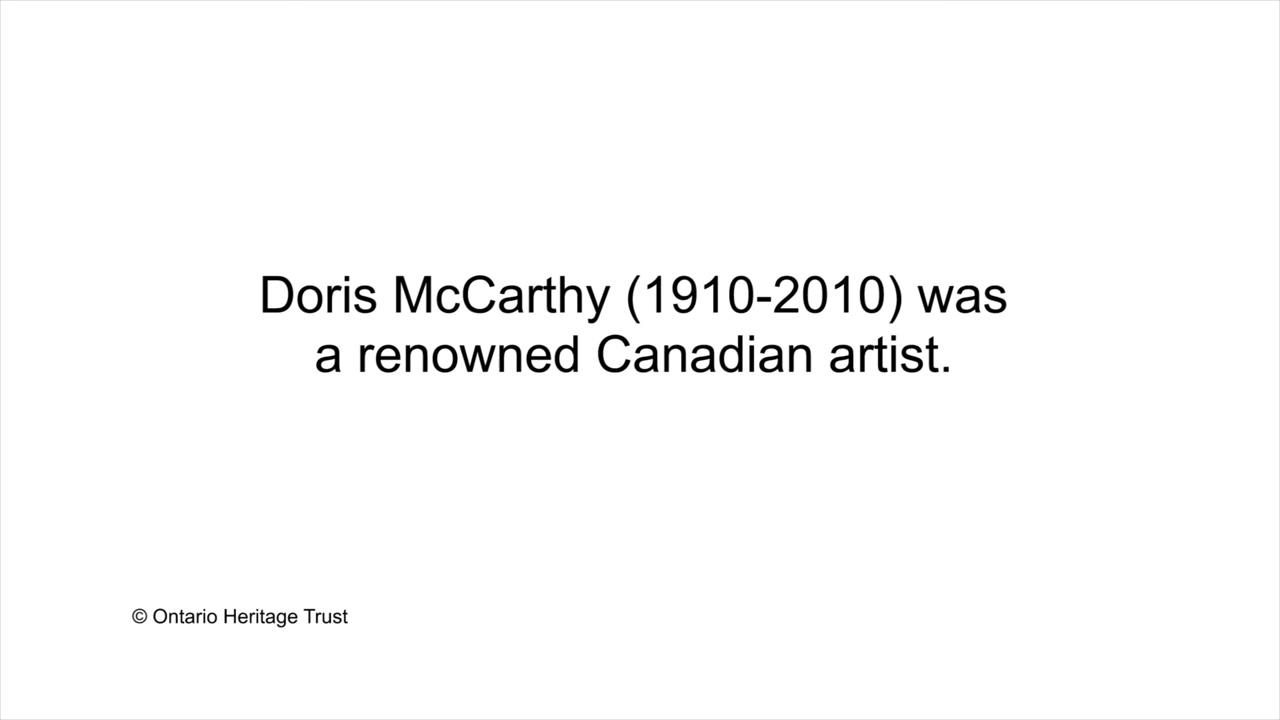 Doris McCarthy (1910-2010) was
a renowned Canadian artist.
© Ontario Heritage Trust